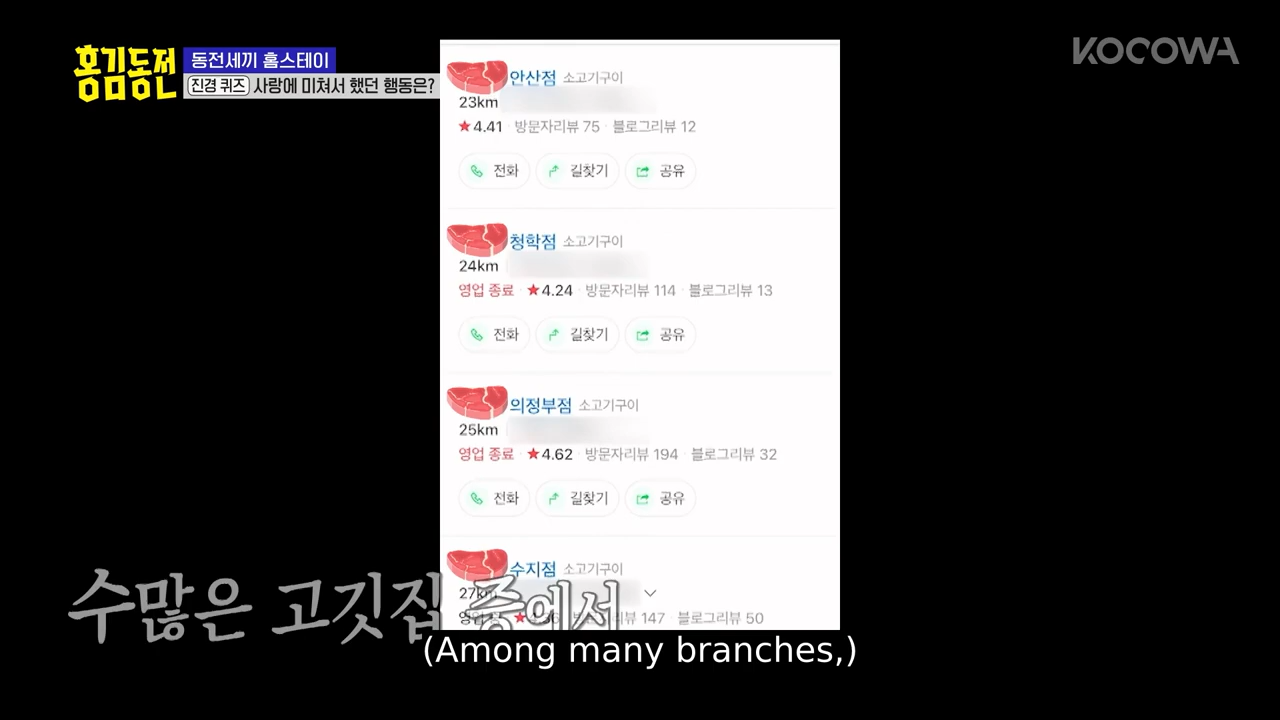 홍김동전
동전세끼 홈스테이
진경 퀴즈 사랑에 미쳐서 했던 행동은?
KOCOWA
안산점 소고기구이
23km
★4.41 · 방문자리뷰 75 · 블로그리뷰 12
전화 길찾기 공유
청학점 소고기구이
24km
영업 종료 · ★4.24 · 방문자리뷰 114 · 블로그리뷰 13
전화 길찾기 공유
의정부점 소고기구이
25km
영업 종료 · ★4.62 · 방문자리뷰 194 · 블로그리뷰 32
전화 길찾기 공유
수지점 소고기구이
27km
147 · 블로그리뷰 50
수많은 고깃집 중에서
(Among many branches,)